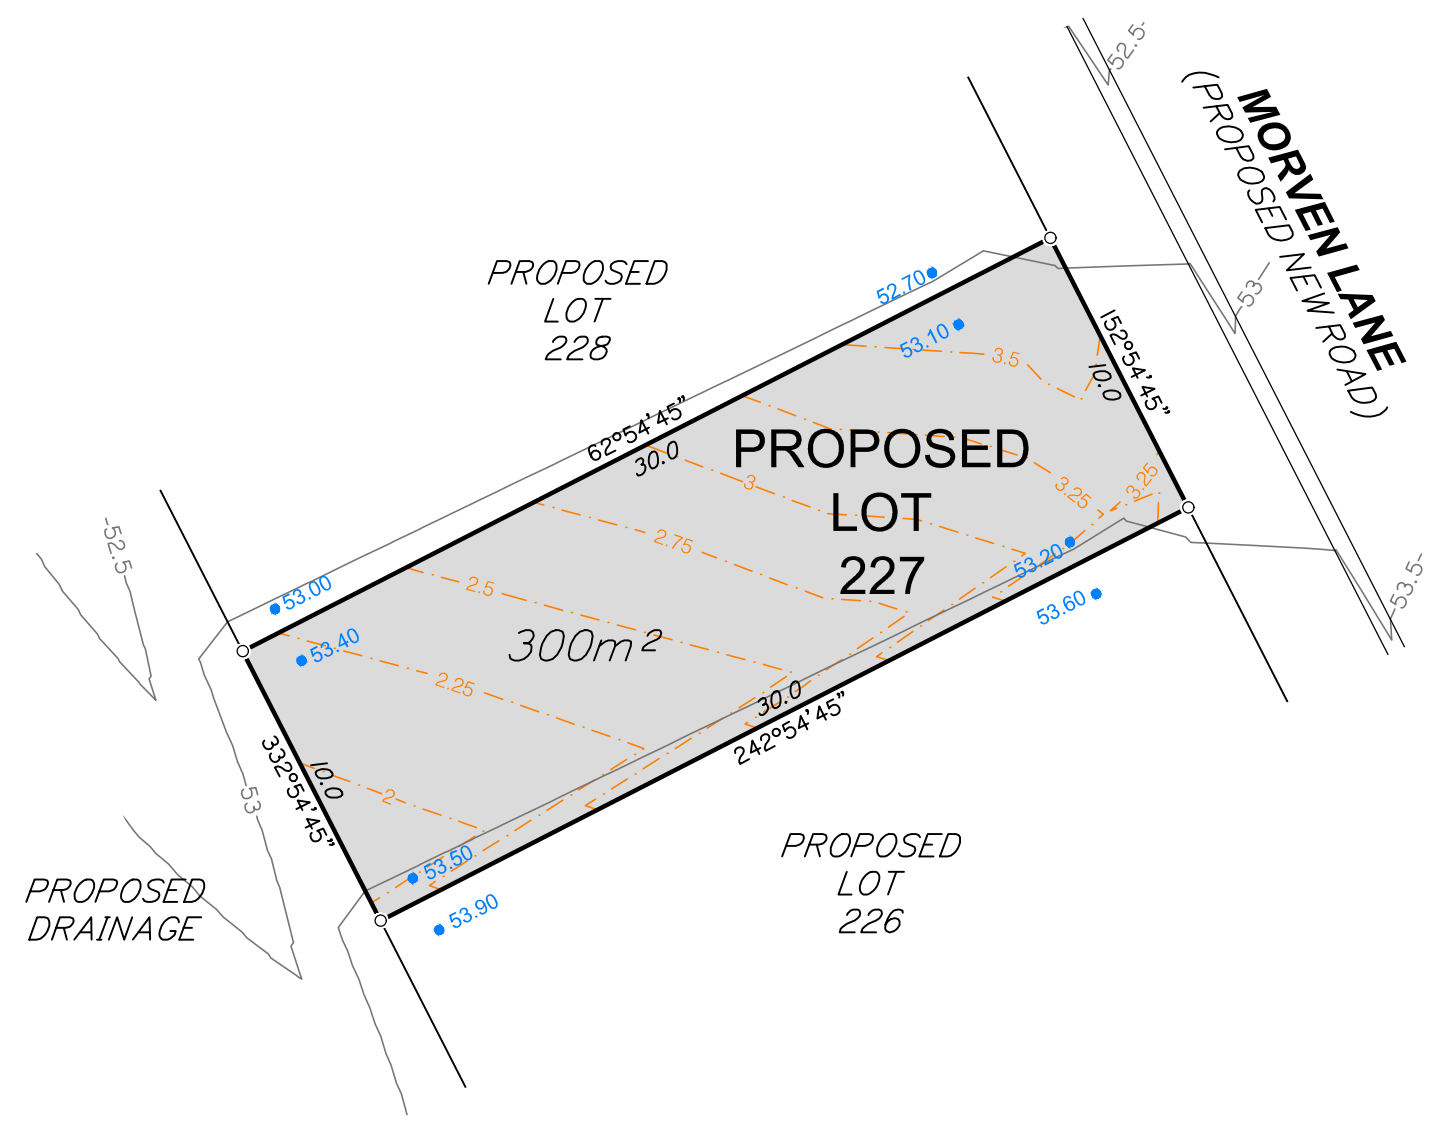 -52.5-
MORVEN LANE
(PROPOSED NEW ROAD)
PROPOSED
LOT
228
52.70
53.10
-53-
3.5
152°54'45"
10.0
62°54'45"
30.0
PROPOSED
LOT
227
3
3.25
3.25
-52.5-
2.75
53.20
53.00
2.5
53.60
-53.5-
53.40
300m²
2.25
30.0
242°54'45"
332°54'45"
10.0
2
-53-
53.50
PROPOSED
LOT
226
PROPOSED
DRAINAGE
53.90